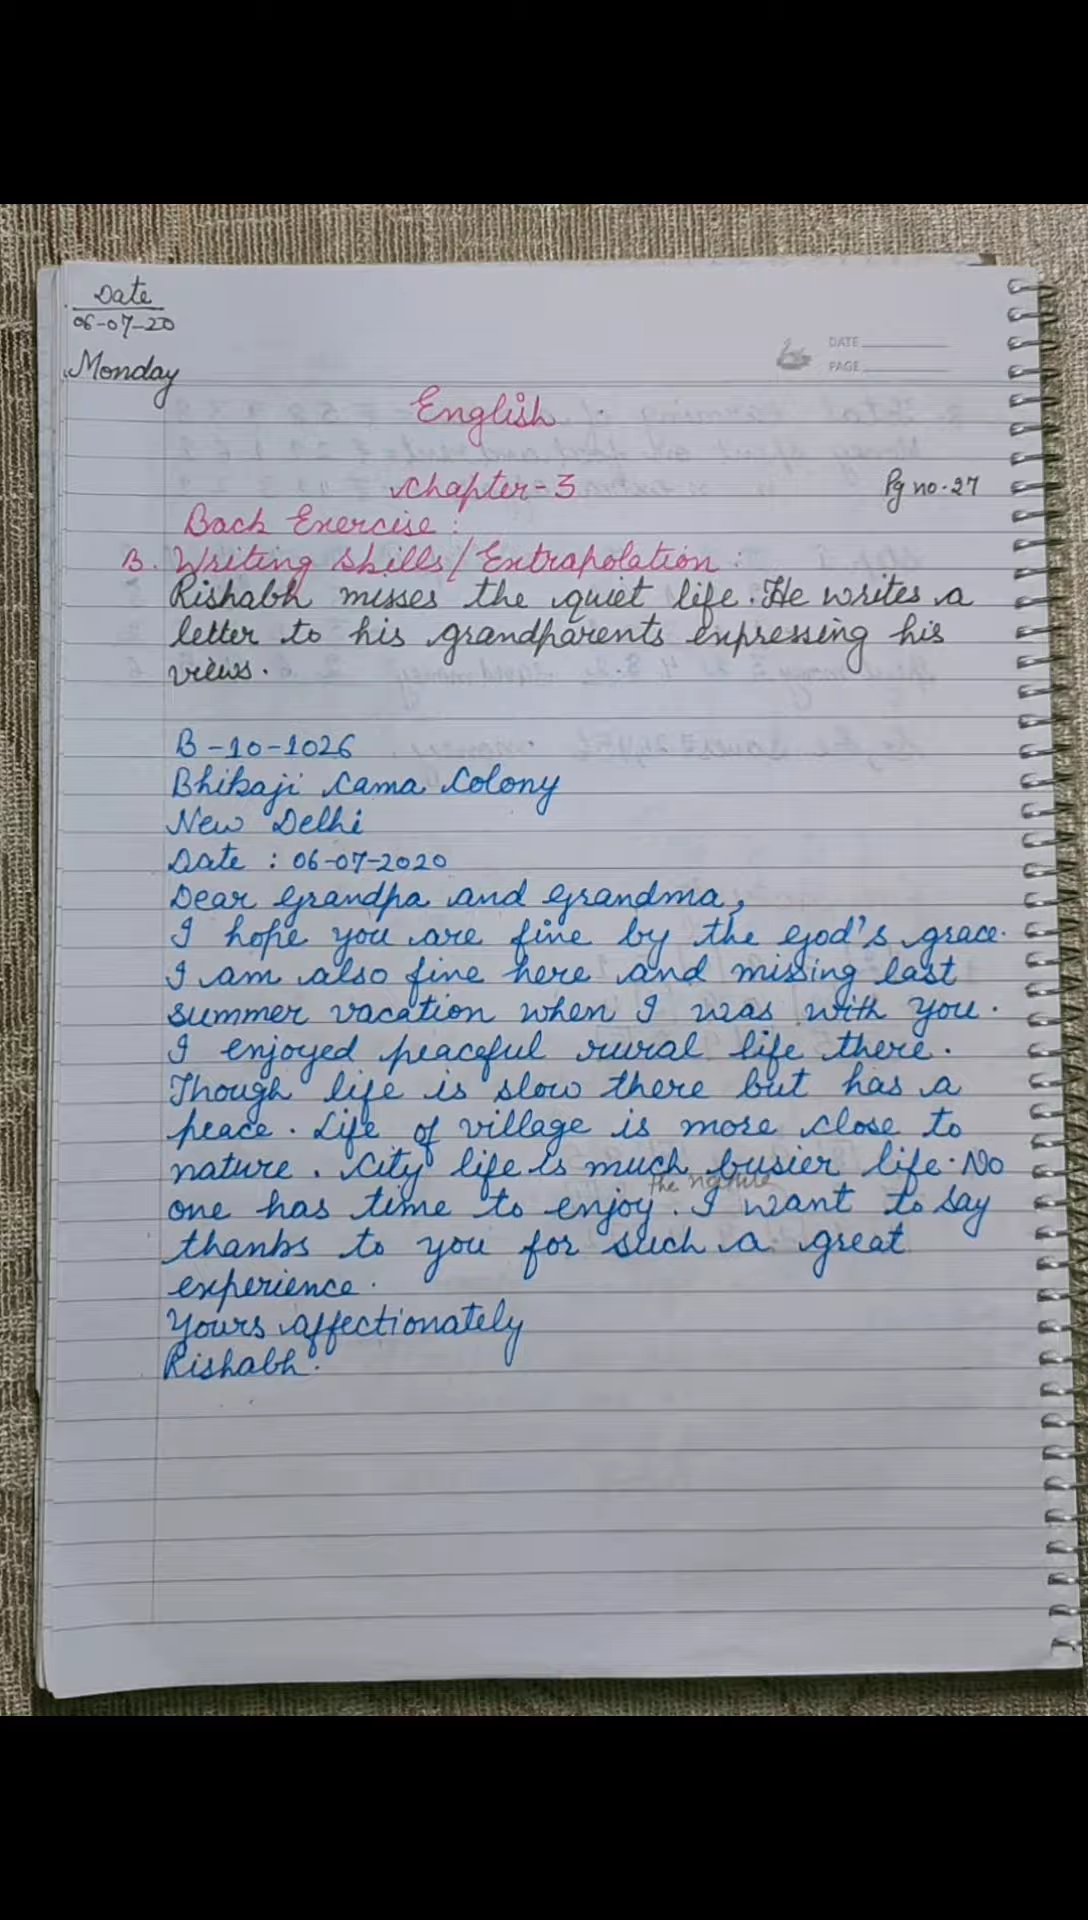 Date
06-07-20
Monday
DATE
PAGE
English
Chapter-3
Pg no. 27
Back Exercise :
B. Writing skills/Extrapolation :
Rishabh misses the quiet life. He writes a
letter to his grandparents expressing his
views.
B-10-1026
Bhikaji Cama Colony
New Delhi
Date : 06-07-2020
Dear Grandpa and Grandma,
I hope you are fine by the god's grace.
I am also fine here and missing last
summer vacation when I was with you.
I enjoyed peaceful rural life there.
Though life is slow there but has a
peace. Life of village is more close to
nature. City life is much busier life. No
the nature
one has time to enjoy. I want to say
thanks to you for such a great
experience.
Yours affectionately
Rishabh.